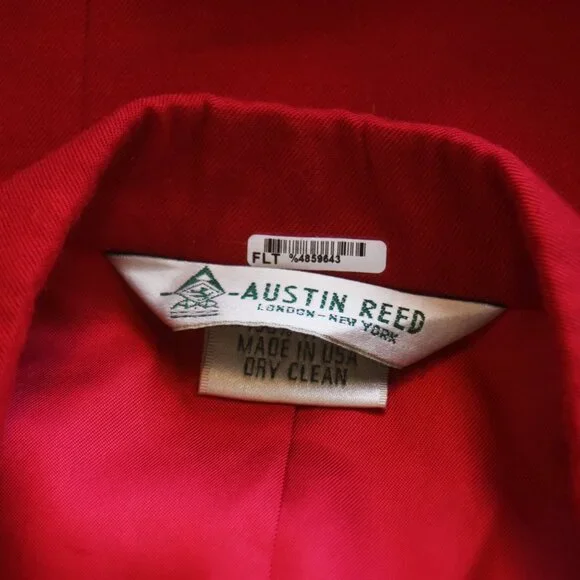 FLT %4859643
AUSTIN REED
LONDON-NEW YORK
MADE IN USA
DRY CLEAN